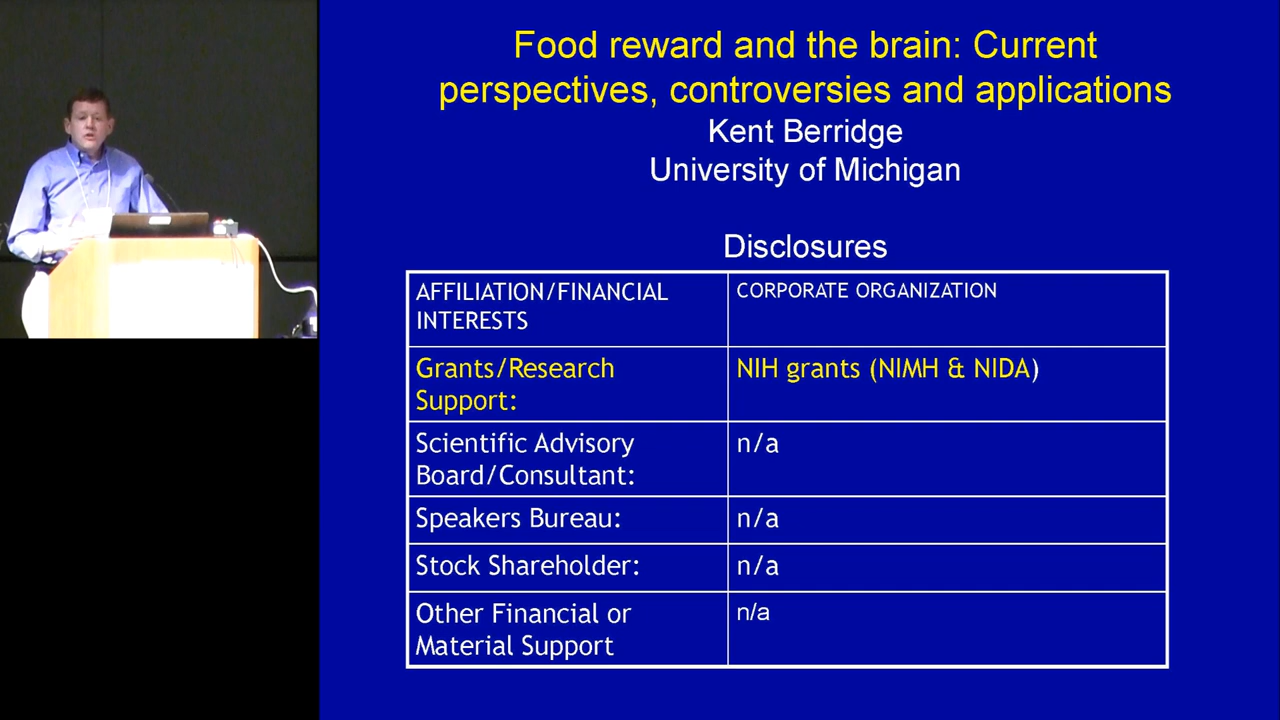 Food reward and the brain: Current
perspectives, controversies and applications
Kent Berridge
University of Michigan
Disclosures
AFFILIATION/FINANCIAL
INTERESTS
CORPORATE ORGANIZATION
Grants/Research
Support:
NIH grants (NIMH & NIDA)
Scientific Advisory
Board/Consultant:
n/a
Speakers Bureau:
n/a
Stock Shareholder:
n/a
Other Financial or
Material Support
n/a